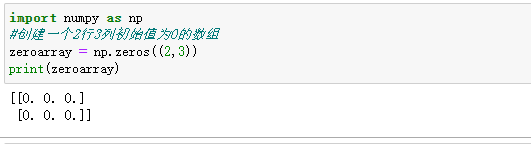 import numpy as np
#创建一个2行3列初始值为0的数组
zeroarray = np.zeros((2,3))
print(zeroarray)
[[0. 0. 0.]
 [0. 0. 0.]]